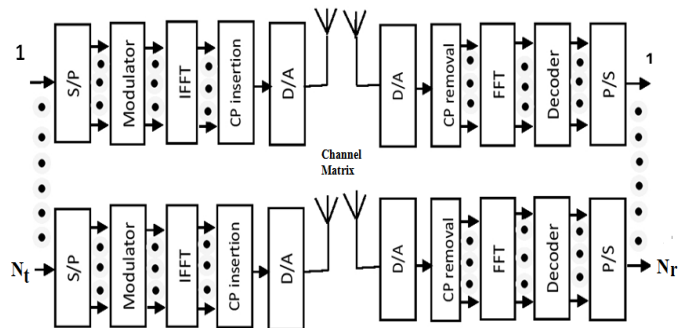 1
S/P
Modulator
IFFT
CP insertion
D/A
D/A
CP removal
FFT
Decoder
P/S
1
Channel
Matrix
Nt
S/P
Modulator
IFFT
CP insertion
D/A
D/A
CP removal
FFT
Decoder
P/S
Nr